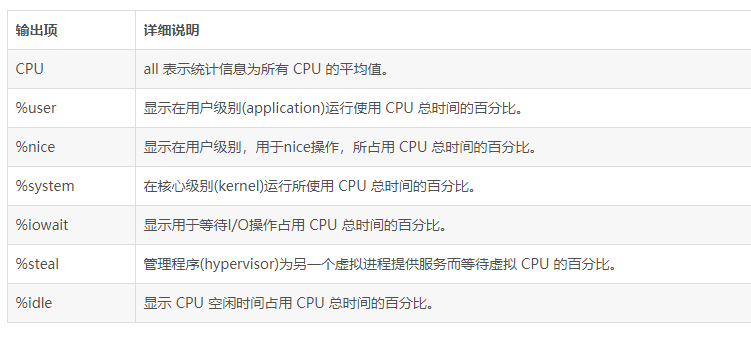 输出项 详细说明
CPU all 表示统计信息为所有 CPU 的平均值。
%user 显示在用户级别(application)运行使用 CPU 总时间的百分比。
%nice 显示在用户级别，用于nice操作，所占用 CPU 总时间的百分比。
%system 在核心级别(kernel)运行所使用 CPU 总时间的百分比。
%iowait 显示用于等待I/O操作占用 CPU 总时间的百分比。
%steal 管理程序(hypervisor)为另一个虚拟进程提供服务而等待虚拟 CPU 的百分比。
%idle 显示 CPU 空闲时间占用 CPU 总时间的百分比。